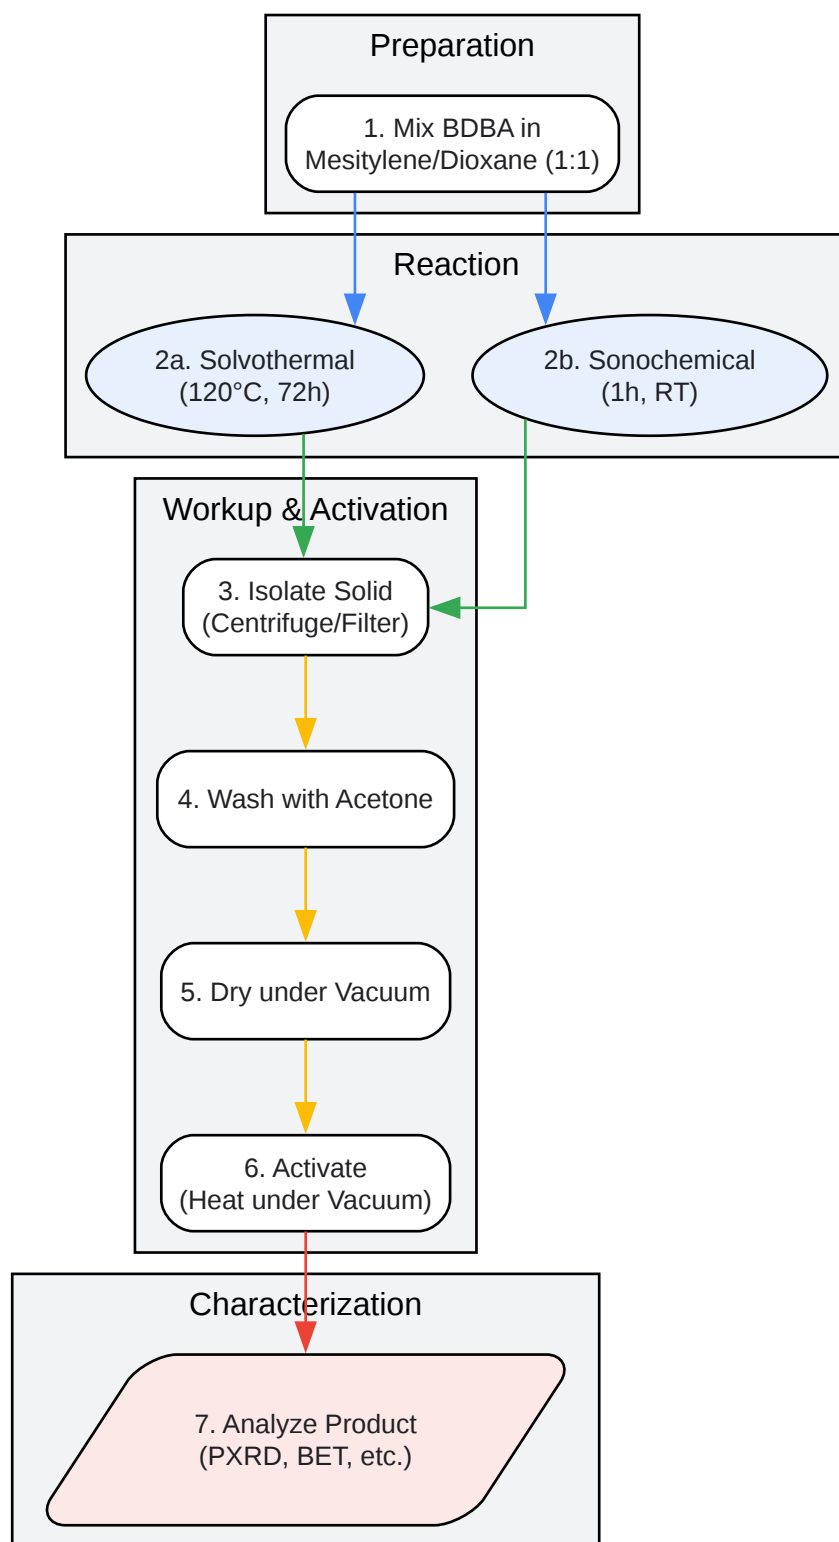 Preparation
1. Mix BDBA in
Mesitylene/Dioxane (1:1)
Reaction
2a. Solvothermal
(120°C, 72h)
2b. Sonochemical
(1h, RT)
Workup & Activation
3. Isolate Solid
(Centrifuge/Filter)
4. Wash with Acetone
5. Dry under Vacuum
6. Activate
(Heat under Vacuum)
Characterization
7. Analyze Product
(PXRD, BET, etc.)